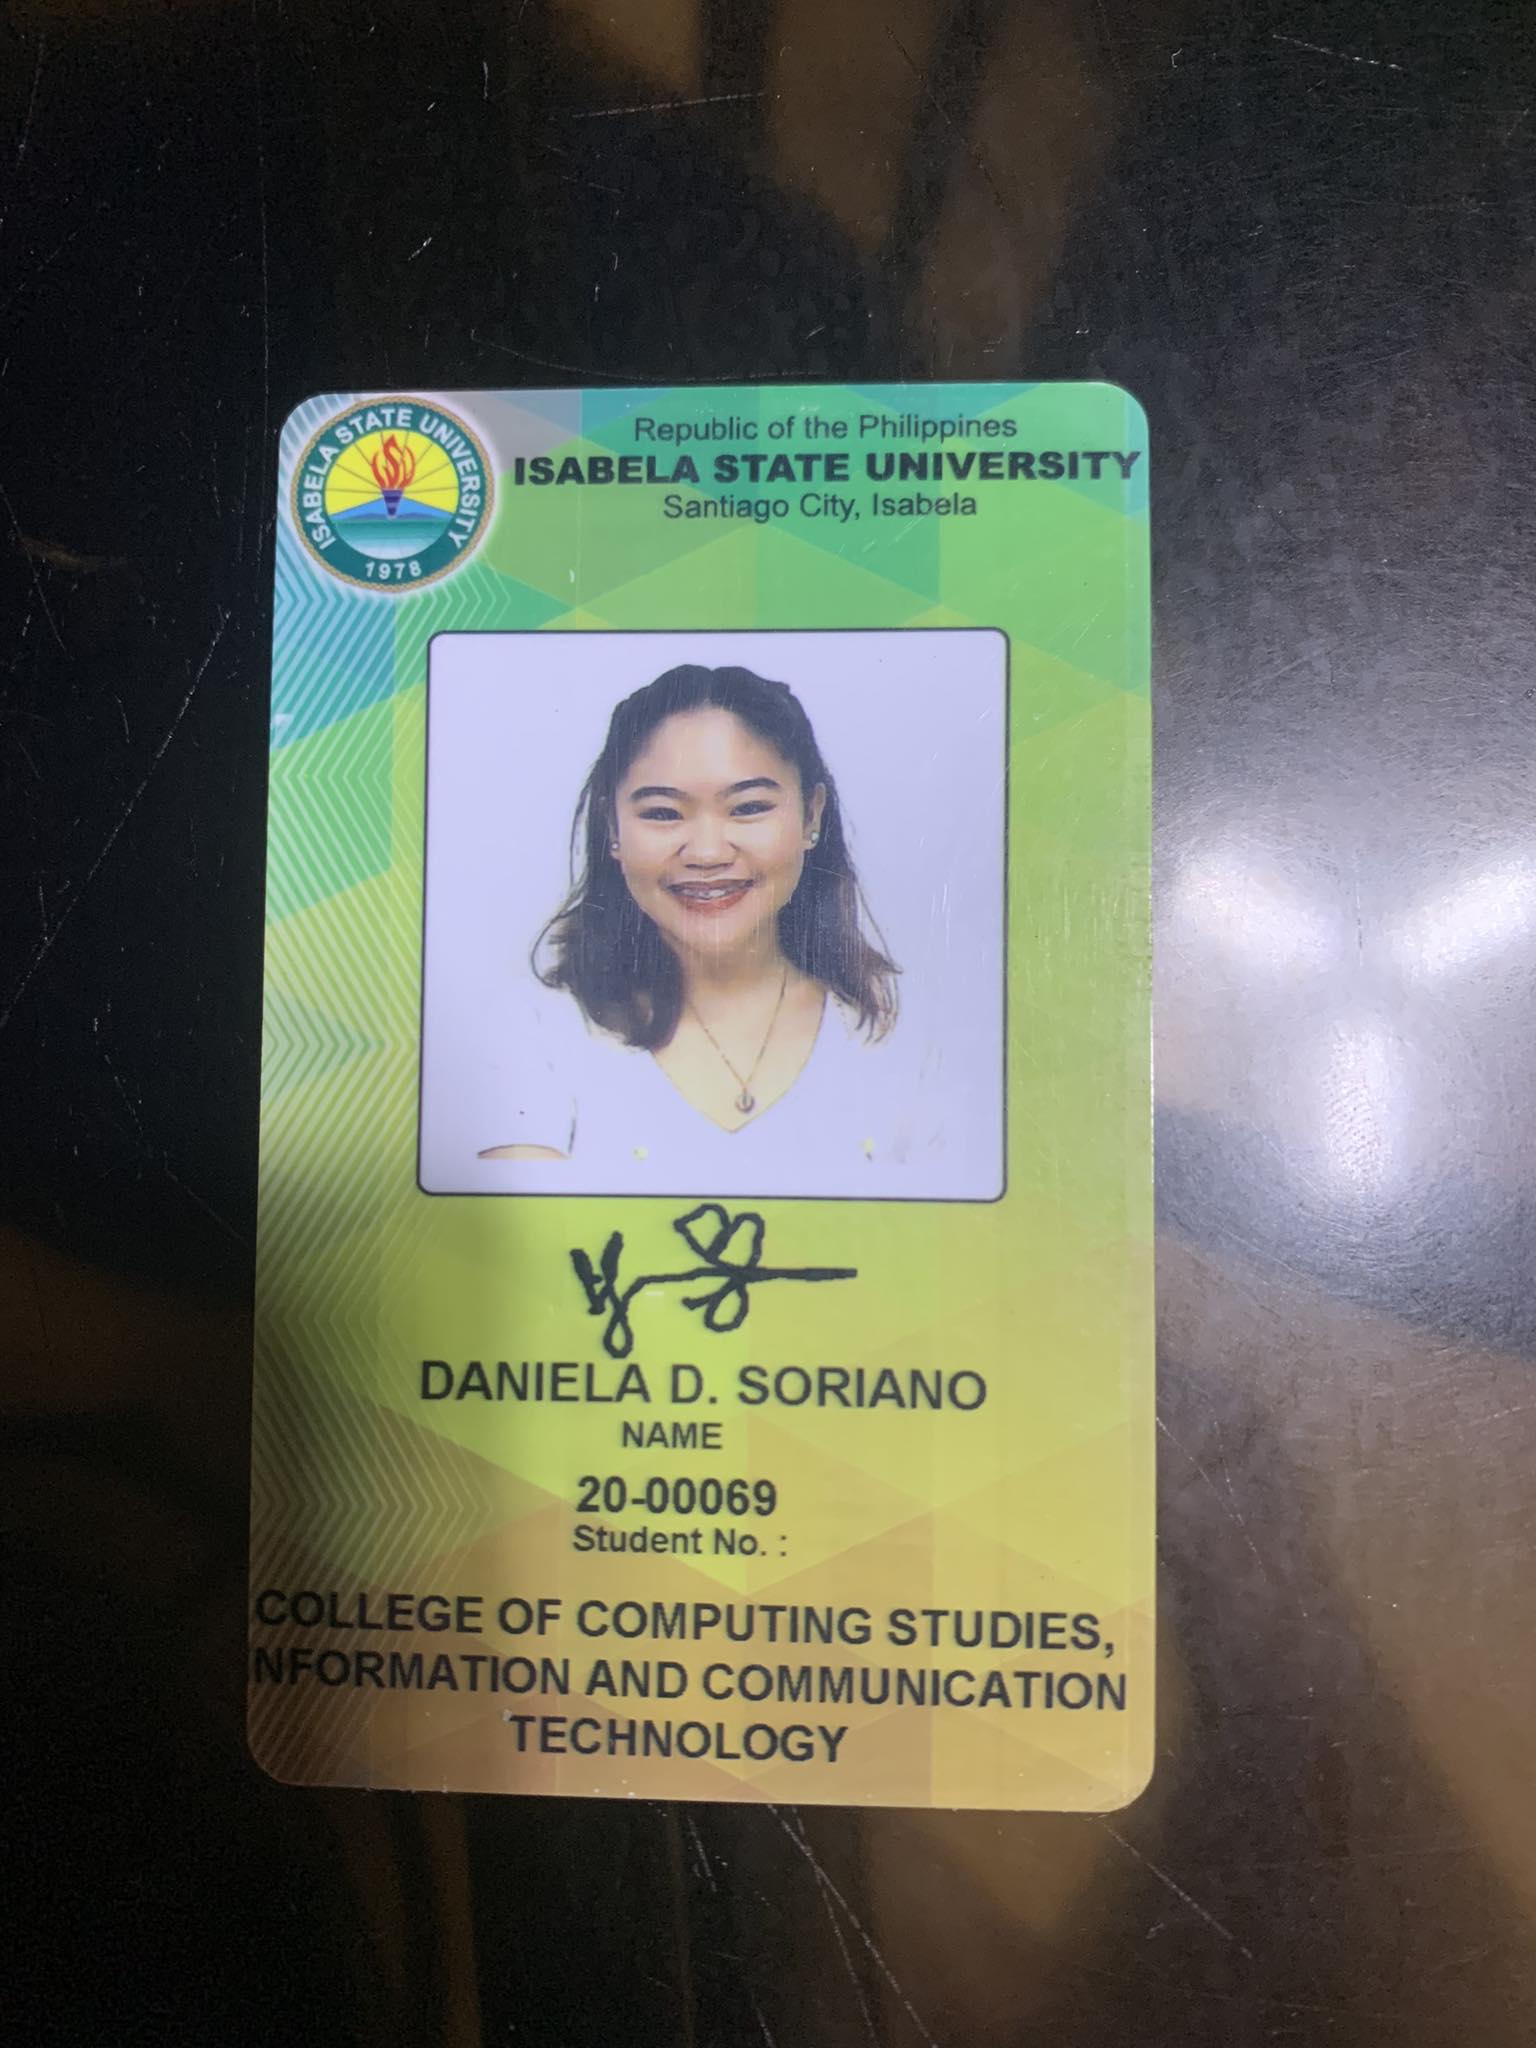 ISABELA STATE UNIVERSITY
1978
Republic of the Philippines
ISABELA STATE UNIVERSITY
Santiago City, Isabela
DANIELA D. SORIANO
NAME
20-00069
Student No. :
COLLEGE OF COMPUTING STUDIES,
NFORMATION AND COMMUNICATION
TECHNOLOGY